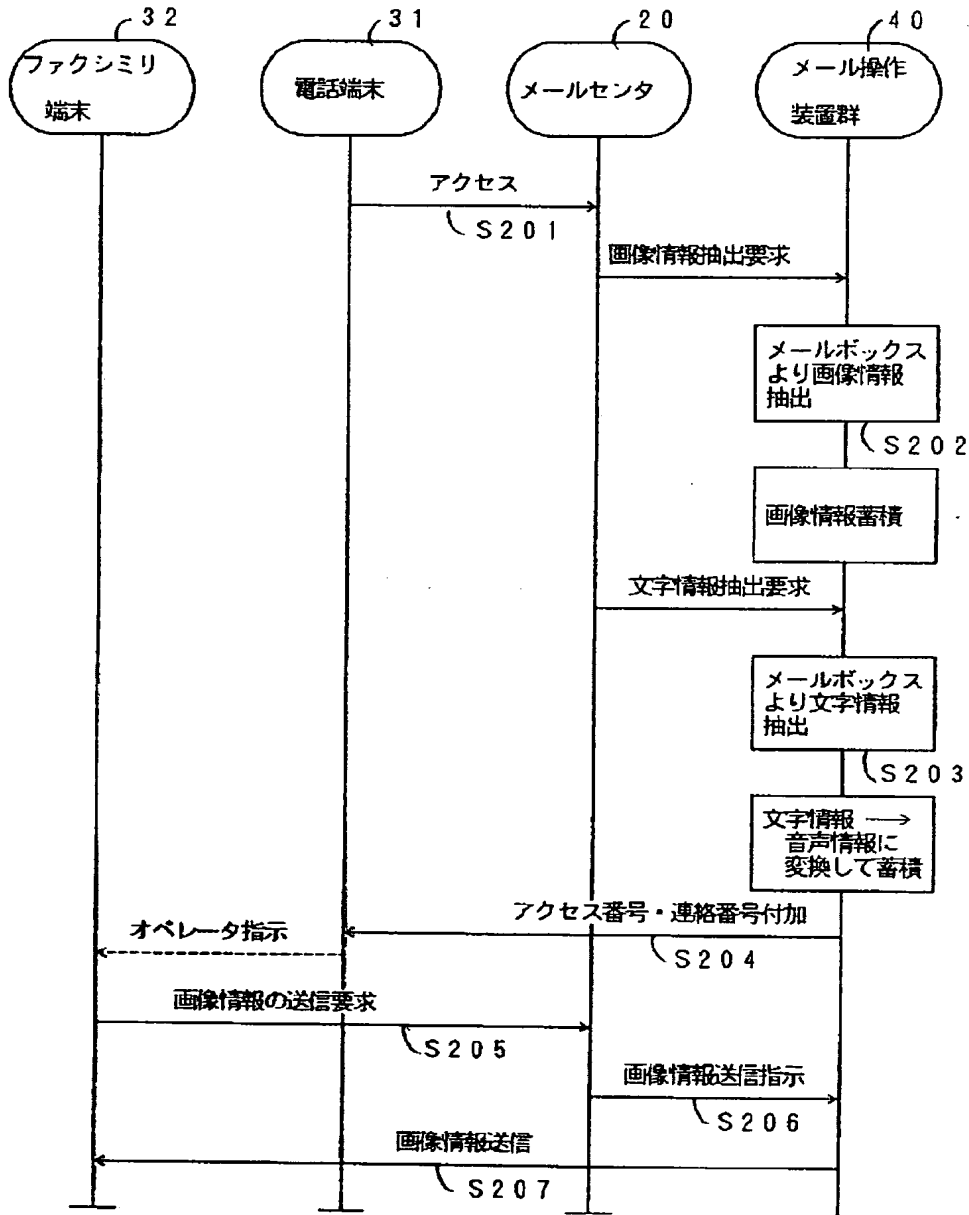 32
31
20
40
ファクシミリ
端末
電話端末
メールセンタ
メール操作
装置群
アクセス
S201
画像情報抽出要求
メールボックス
より画像情報
抽出
S202
画像情報蓄積
文字情報抽出要求
メールボックス
より文字情報
抽出
S203
文字情報 →
音声情報に
変換して蓄積
アクセス番号・連絡番号付加
S204
オペレータ指示
画像情報の送信要求
S205
画像情報送信指示
S206
画像情報送信
S207